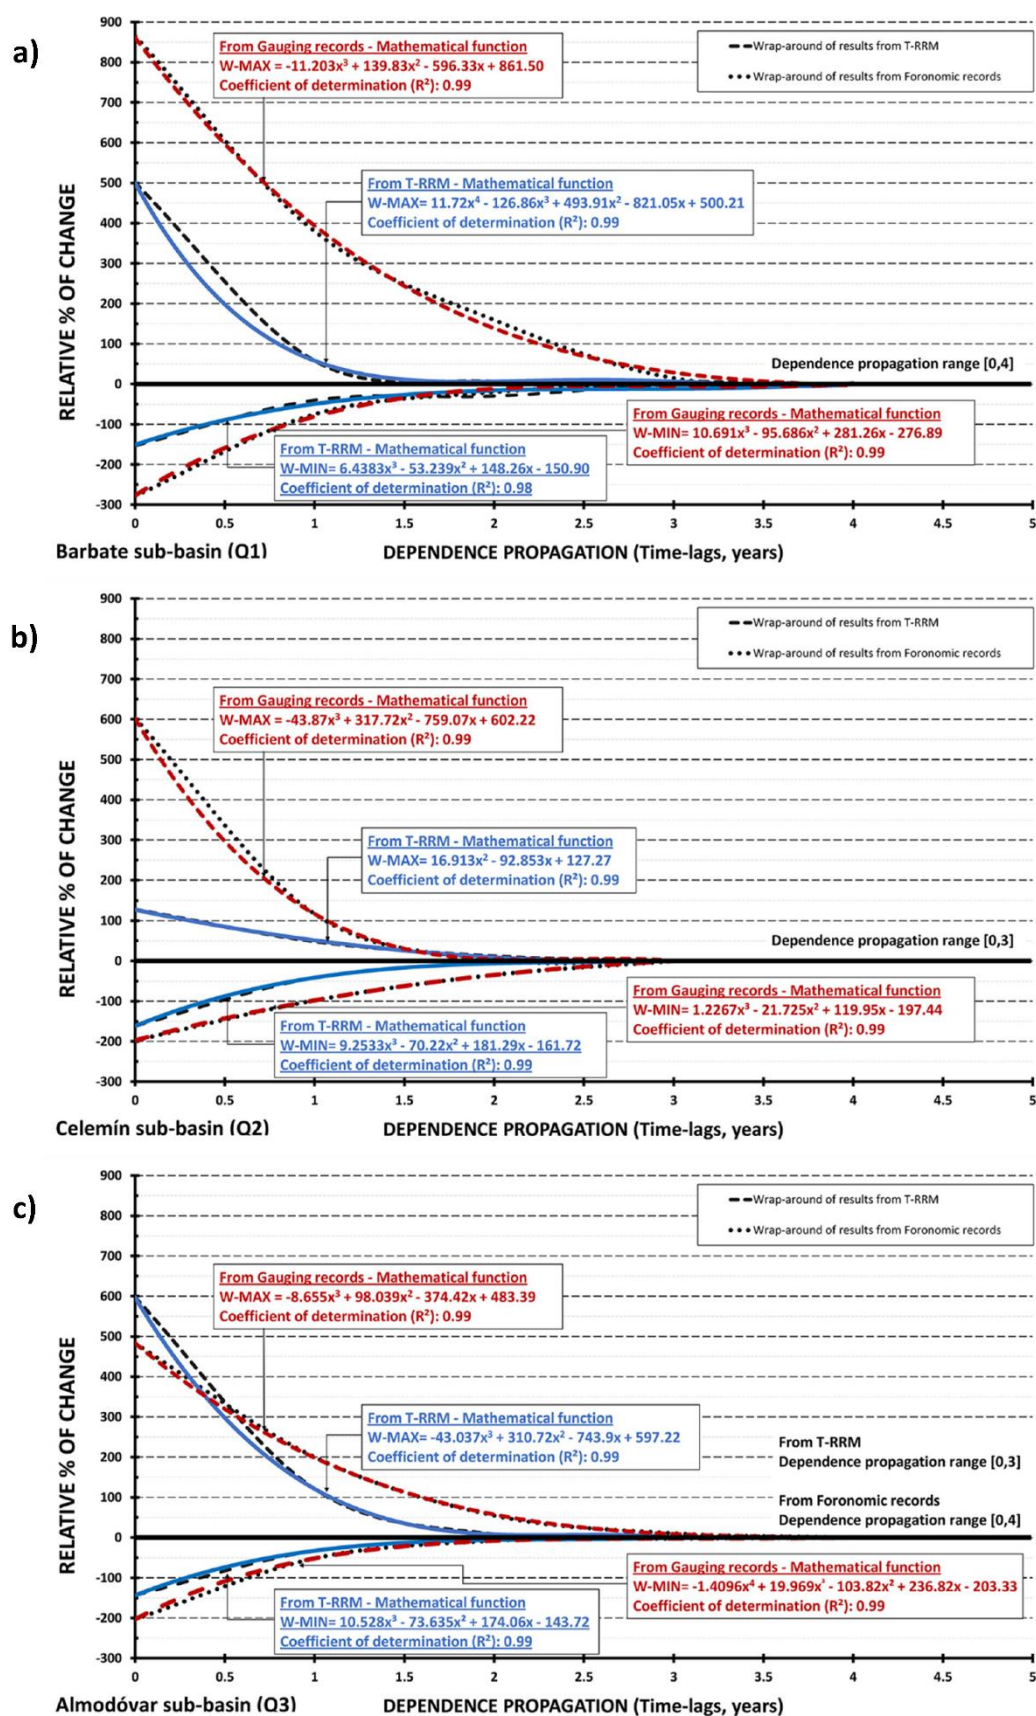 a)
900
800
700
600
500
400
300
200
100
0
-100
-200
-300
RELATIVE % OF CHANGE
From Gauging records - Mathematical function
W-MAX = -11.203x³ + 139.83x² - 596.33x + 861.50
Coefficient of determination (R²): 0.99
Wrap-around of results from T-RRM
Wrap-around of results from Foronomic records
From T-RRM - Mathematical function
W-MAX= 11.72x⁴ - 126.86x³ + 493.91x² - 821.05x + 500.21
Coefficient of determination (R²): 0.99
Dependence propagation range [0,4]
From Gauging records - Mathematical function
W-MIN= 10.691x³ - 95.686x² + 281.26x - 276.89
Coefficient of determination (R²): 0.99
From T-RRM - Mathematical function
W-MIN= 6.4383x³ - 53.239x² + 148.26x - 150.90
Coefficient of determination (R²): 0.98
0 0.5 1 1.5 2 2.5 3 3.5 4 4.5 5
Barbate sub-basin (Q1) DEPENDENCE PROPAGATION (Time-lags, years)
b)
900
800
700
600
500
400
300
200
100
0
-100
-200
-300
RELATIVE % OF CHANGE
Wrap-around of results from T-RRM
Wrap-around of results from Foronomic records
From Gauging records - Mathematical function
W-MAX = -43.87x³ + 317.72x² - 759.07x + 602.22
Coefficient of determination (R²): 0.99
From T-RRM - Mathematical function
W-MAX= 16.913x² - 92.853x + 127.27
Coefficient of determination (R²): 0.99
Dependence propagation range [0,3]
From Gauging records - Mathematical function
W-MIN= 1.2267x³ - 21.725x² + 119.95x - 197.44
Coefficient of determination (R²): 0.99
From T-RRM - Mathematical function
W-MIN= 9.2533x³ - 70.22x² + 181.29x - 161.72
Coefficient of determination (R²): 0.99
0 0.5 1 1.5 2 2.5 3 3.5 4 4.5 5
Celemín sub-basin (Q2) DEPENDENCE PROPAGATION (Time-lags, years)
c)
900
800
700
600
500
400
300
200
100
0
-100
-200
-300
RELATIVE % OF CHANGE
Wrap-around of results from T-RRM
Wrap-around of results from Foronomic records
From Gauging records - Mathematical function
W-MAX = -8.655x³ + 98.039x² - 374.42x + 483.39
Coefficient of determination (R²): 0.99
From T-RRM - Mathematical function
W-MAX= -43.037x³ + 310.72x² - 743.9x + 597.22
Coefficient of determination (R²): 0.99
From T-RRM
Dependence propagation range [0,3]
From Foronomic records
Dependence propagation range [0,4]
From Gauging records - Mathematical function
W-MIN= -1.4096x⁴ + 19.969x³ - 103.82x² + 236.82x - 203.33
Coefficient of determination (R²): 0.99
From T-RRM - Mathematical function
W-MIN= 10.528x³ - 73.635x² + 174.06x - 143.72
Coefficient of determination (R²): 0.99
0 0.5 1 1.5 2 2.5 3 3.5 4 4.5 5
Almodóvar sub-basin (Q3) DEPENDENCE PROPAGATION (Time-lags, years)